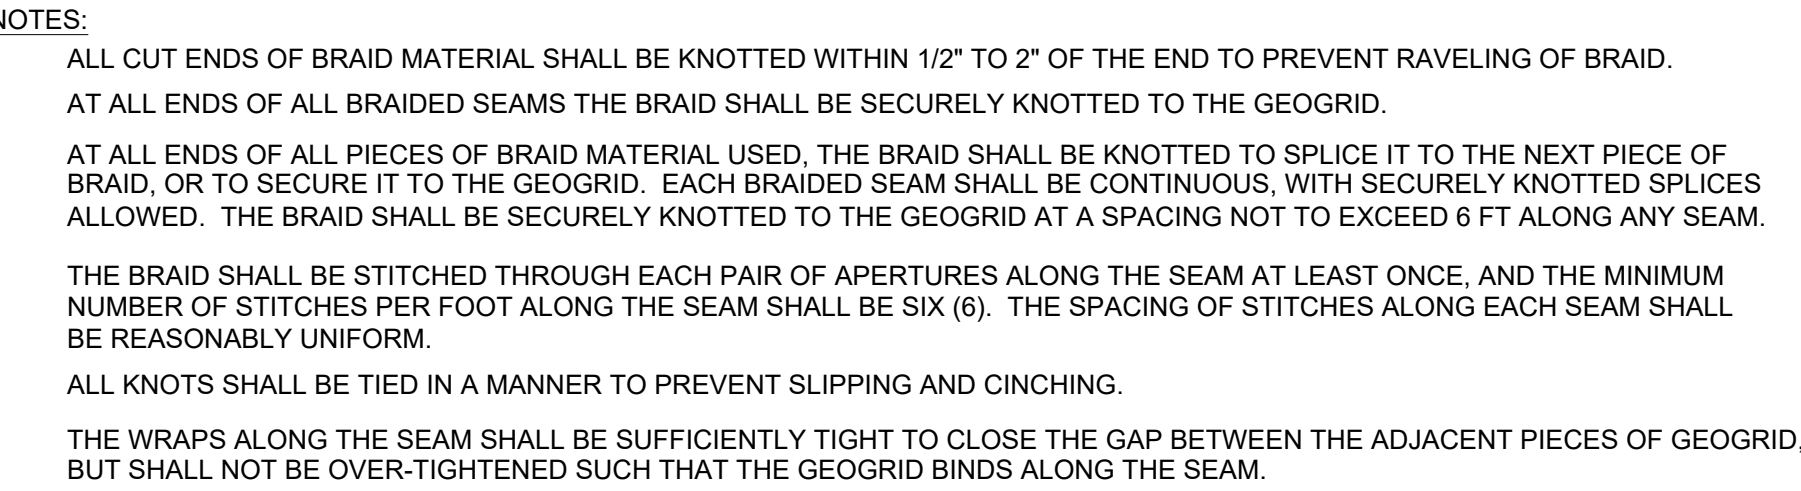 NOTES:
ALL CUT ENDS OF BRAID MATERIAL SHALL BE KNOTTED WITHIN 1/2" TO 2" OF THE END TO PREVENT RAVELING OF BRAID.
AT ALL ENDS OF ALL BRAIDED SEAMS THE BRAID SHALL BE SECURELY KNOTTED TO THE GEOGRID.
AT ALL ENDS OF ALL PIECES OF BRAID MATERIAL USED, THE BRAID SHALL BE KNOTTED TO SPLICE IT TO THE NEXT PIECE OF
BRAID, OR TO SECURE IT TO THE GEOGRID. EACH BRAIDED SEAM SHALL BE CONTINUOUS, WITH SECURELY KNOTTED SPLICES
ALLOWED. THE BRAID SHALL BE SECURELY KNOTTED TO THE GEOGRID AT A SPACING NOT TO EXCEED 6 FT ALONG ANY SEAM.
THE BRAID SHALL BE STITCHED THROUGH EACH PAIR OF APERTURES ALONG THE SEAM AT LEAST ONCE, AND THE MINIMUM
NUMBER OF STITCHES PER FOOT ALONG THE SEAM SHALL BE SIX (6). THE SPACING OF STITCHES ALONG EACH SEAM SHALL
BE REASONABLY UNIFORM.
ALL KNOTS SHALL BE TIED IN A MANNER TO PREVENT SLIPPING AND CINCHING.
THE WRAPS ALONG THE SEAM SHALL BE SUFFICIENTLY TIGHT TO CLOSE THE GAP BETWEEN THE ADJACENT PIECES OF GEOGRID,
BUT SHALL NOT BE OVER-TIGHTENED SUCH THAT THE GEOGRID BINDS ALONG THE SEAM.